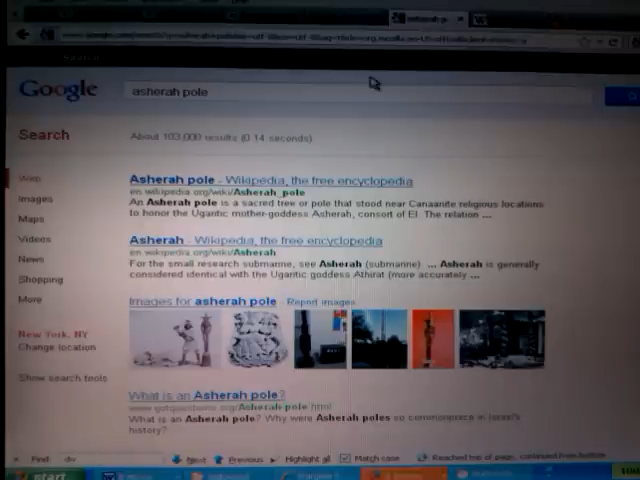 Google
asherah pole
Search
About 103,000 results (0.14 seconds)
Web
Images
Maps
Videos
News
Shopping
More
New York, NY
Change location
Show search tools
Asherah pole - Wikipedia, the free encyclopedia
en.wikipedia.org/wiki/Asherah_pole
An Asherah pole is a sacred tree or pole that stood near Canaanite religious locations
to honor the Ugaritic mother-goddess Asherah, consort of El. The relation ...
Asherah - Wikipedia, the free encyclopedia
en.wikipedia.org/wiki/Asherah
For the small research submarine, see Asherah (submarine). ... Asherah is generally
considered identical with the Ugaritic goddess Athirat (more accurately ...
Images for asherah pole - Report images
What is an Asherah pole?
www.gotquestions.org/Asherah-pole.html
What is an Asherah pole? Why were Asherah poles so commonplace in Israel's
history?
Find: Next Previous Highlight all Match case Reached top of page, continued from bottom
start